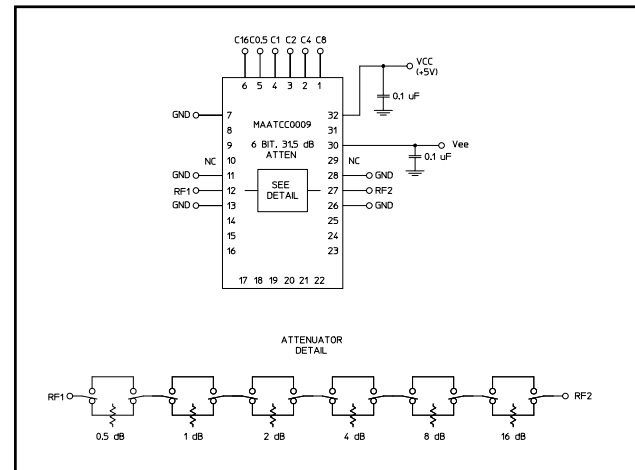 C16 C0.5 C1 C2 C4 C8
6 5 4 3 2 1
VCC
(+5V)
0.1 uF
GND 7 32
MAATCC0009
8 31
9 6 BIT, 31.5 dB 30 Vee
ATTEN
0.1 uF
NC 10 29 NC
GND 11 28 GND
RF1 12 SEE 27 RF2
DETAIL
GND 13 26 GND
14 25
15 24
16 23
17 18 19 20 21 22
ATTENUATOR
DETAIL
RF1 RF2
0.5 dB 1 dB 2 dB 4 dB 8 dB 16 dB